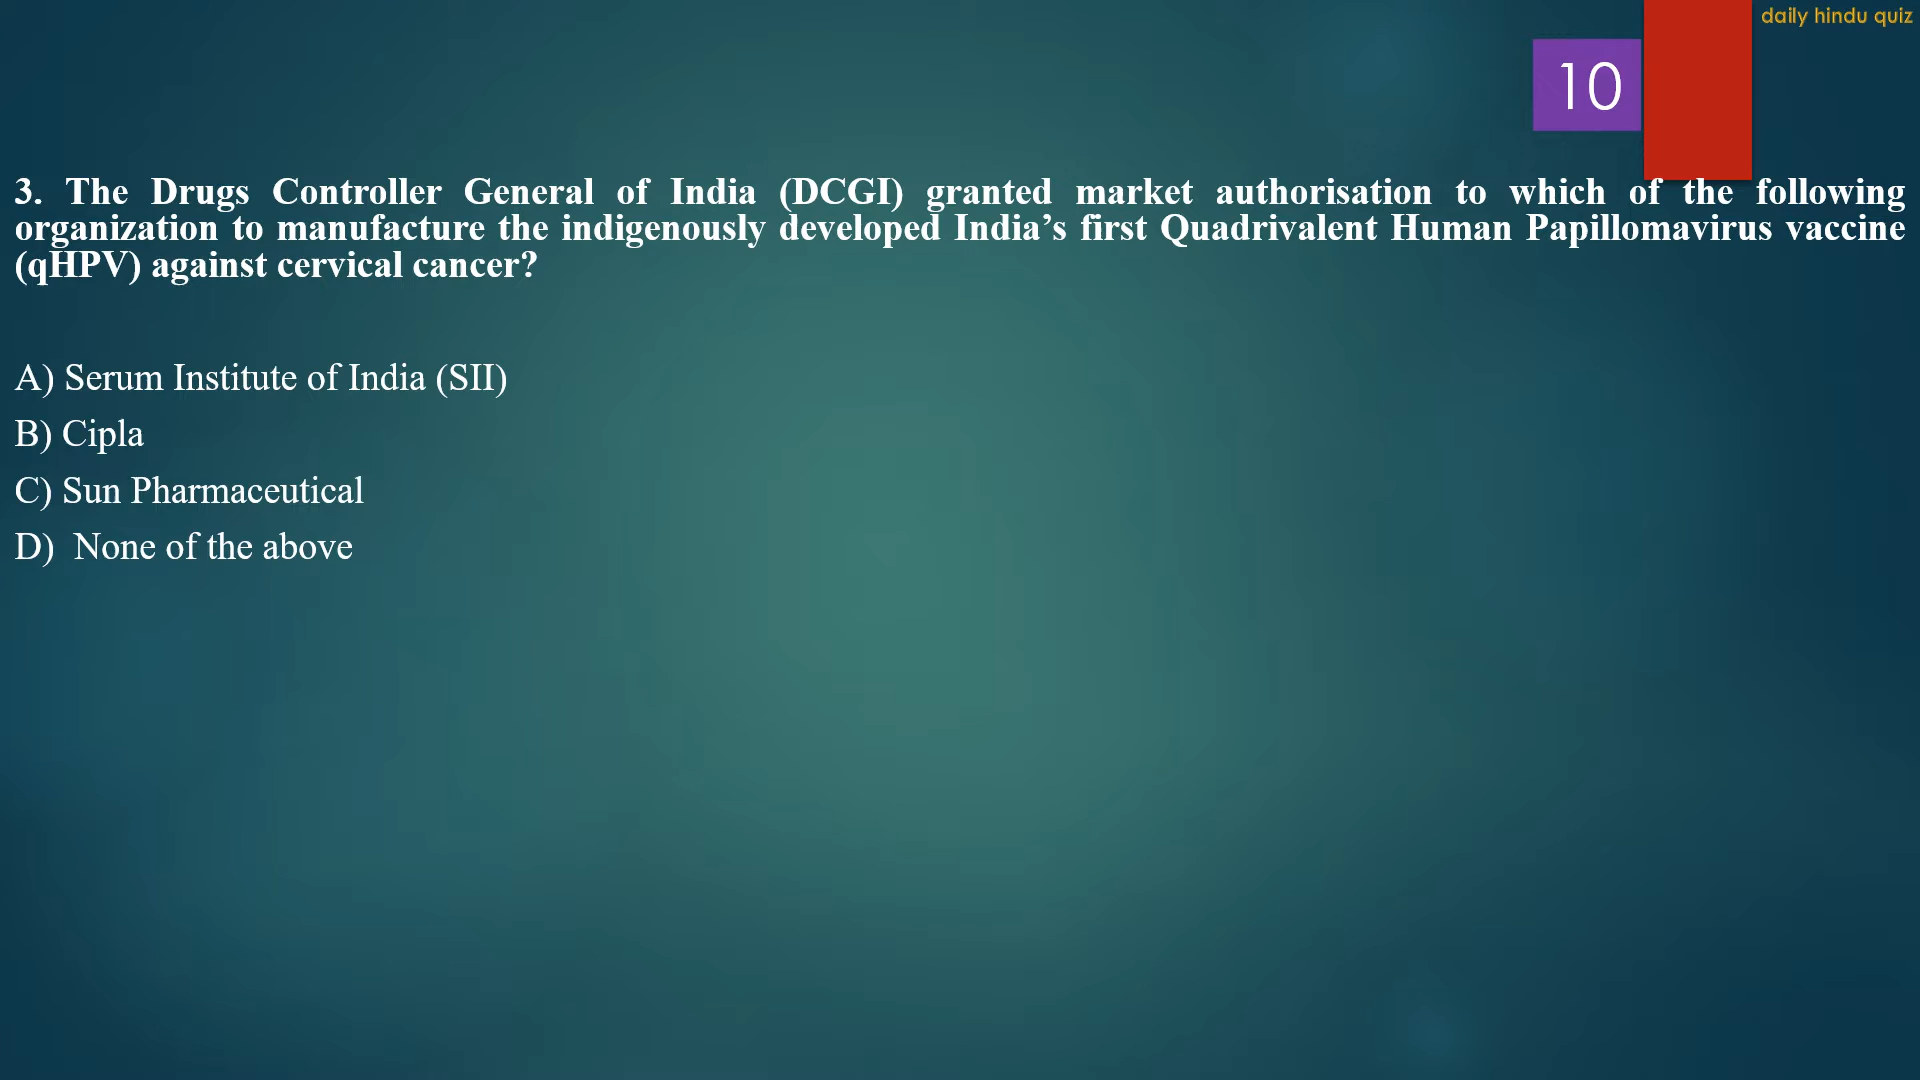 daily hindu quiz
10
3. The Drugs Controller General of India (DCGI) granted market authorisation to which of the following
organization to manufacture the indigenously developed India’s first Quadrivalent Human Papillomavirus vaccine
(qHPV) against cervical cancer?
A) Serum Institute of India (SII)
B) Cipla
C) Sun Pharmaceutical
D) None of the above